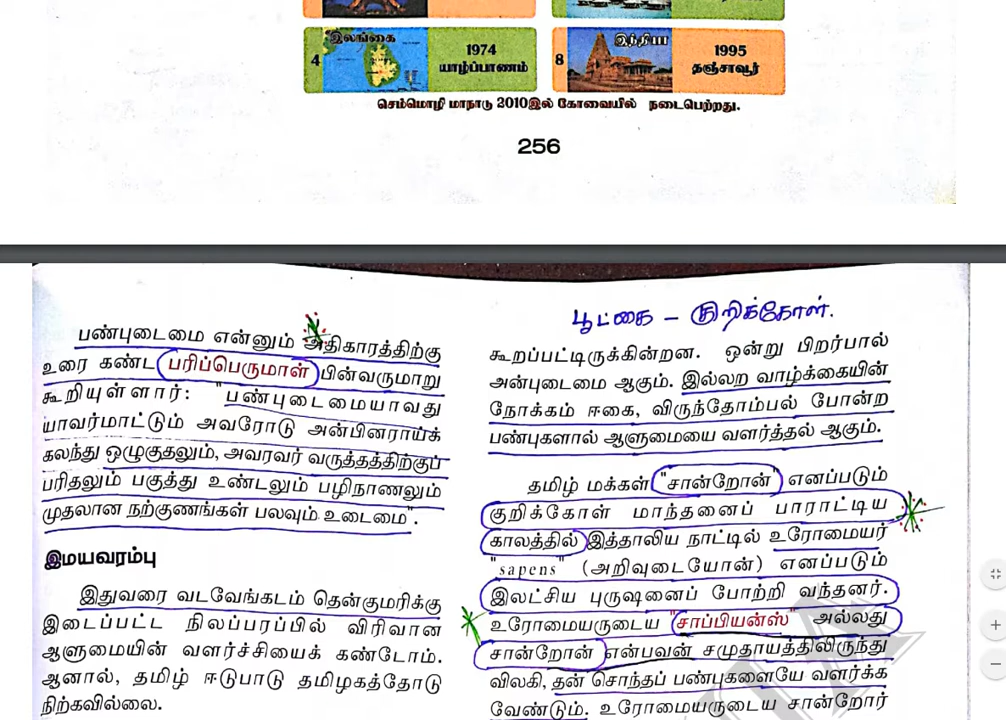 இலங்கை
4
1974
யாழ்ப்பாணம்
இந்தியா
8
1995
தஞ்சாவூர்
செம்மொழி மாநாடு 2010இல் கோவையில் நடைபெற்றது.
256
பண்புடைமை என்னும் அதிகாரத்திற்கு
உரை கண்ட பரிப்பெருமாள் பின்வருமாறு
கூறியுள்ளார்: "பண்புடைமையாவது
யாவர்மாட்டும் அவரோடு அன்பினராய்க்
கலந்து ஒழுகுதலும், அவரவர் வருத்தத்திற்குப்
பரிதலும் பகுத்து உண்டலும் பழிநாணலும்
முதலான நற்குணங்கள் பலவும் உடைமை".
இமயவரம்பு
இதுவரை வடவேங்கடம் தென்குமரிக்கு
இடைப்பட்ட நிலப்பரப்பில் விரிவான
ஆளுமையின் வளர்ச்சியைக் கண்டோம்.
ஆனால், தமிழ் ஈடுபாடு தமிழகத்தோடு
நிற்கவில்லை.
பூட்கை – குறிக்கோள்.
கூறப்பட்டிருக்கின்றன. ஒன்று பிறர்பால்
அன்புடைமை ஆகும். இல்லற வாழ்க்கையின்
நோக்கம் ஈகை, விருந்தோம்பல் போன்ற
பண்புகளால் ஆளுமையை வளர்த்தல் ஆகும்.
தமிழ் மக்கள் "சான்றோன்" எனப்படும்
குறிக்கோள் மாந்தனைப் பாராட்டிய
காலத்தில் இத்தாலிய நாட்டில் உரோமையர்
"sapens" (அறிவுடையோன்) எனப்படும்
இலட்சிய புருஷனைப் போற்றி வந்தனர்.
உரோமையருடைய "சாப்பியன்ஸ்" அல்லது
சான்றோன் என்பவன் சமுதாயத்திலிருந்து
விலகி, தன் சொந்தப் பண்புகளையே வளர்க்க
வேண்டும். உரோமையருடைய சான்றோர்